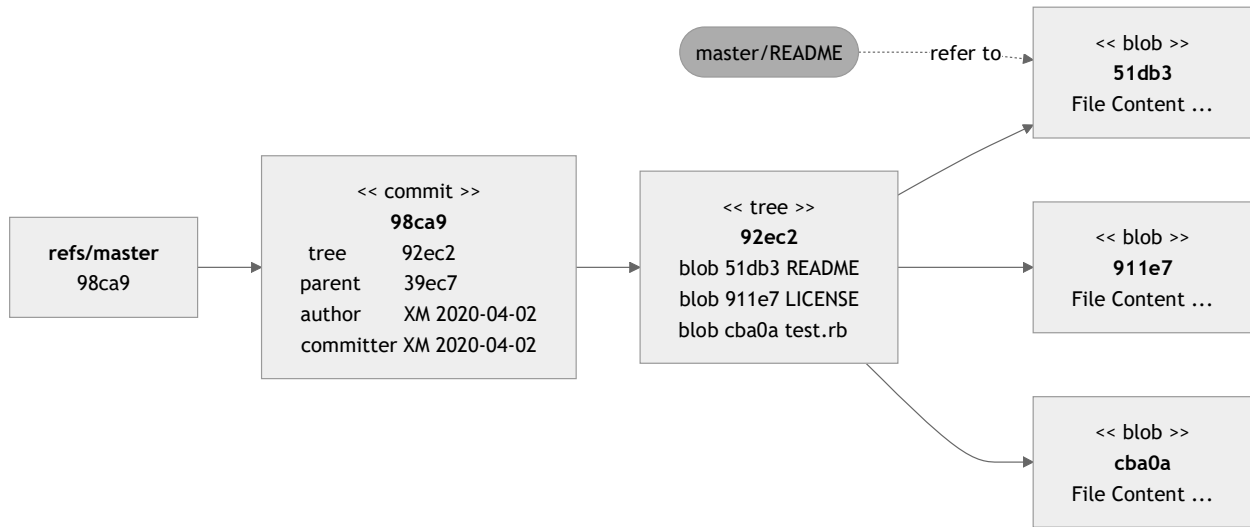 master/README
refer to
<< blob >>
51db3
File Content ...
refs/master
98ca9
<< commit >>
98ca9
tree 92ec2
parent 39ec7
author XM 2020-04-02
committer XM 2020-04-02
<< tree >>
92ec2
blob 51db3 README
blob 911e7 LICENSE
blob cba0a test.rb
<< blob >>
911e7
File Content ...
<< blob >>
cba0a
File Content ...